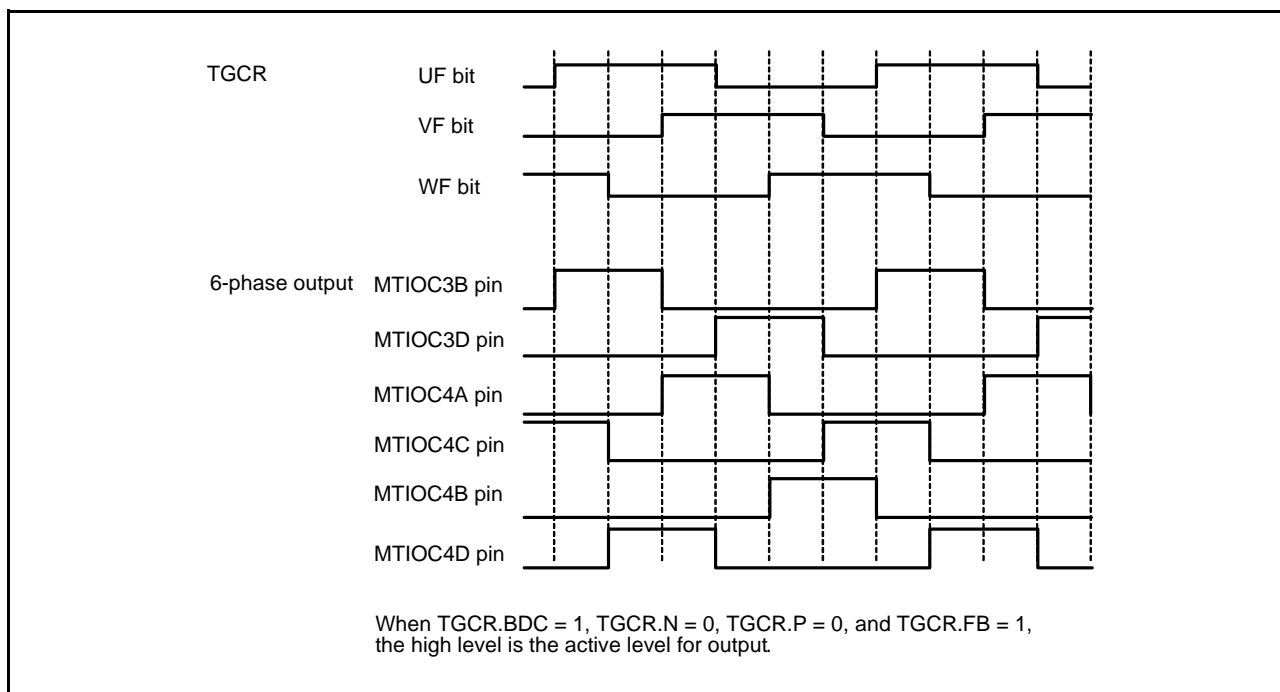 TGCR UF bit
VF bit
WF bit
6-phase output MTIOC3B pin
MTIOC3D pin
MTIOC4A pin
MTIOC4C pin
MTIOC4B pin
MTIOC4D pin
When TGCR.BDC = 1, TGCR.N = 0, TGCR.P = 0, and TGCR.FB = 1,
the high level is the active level for output.